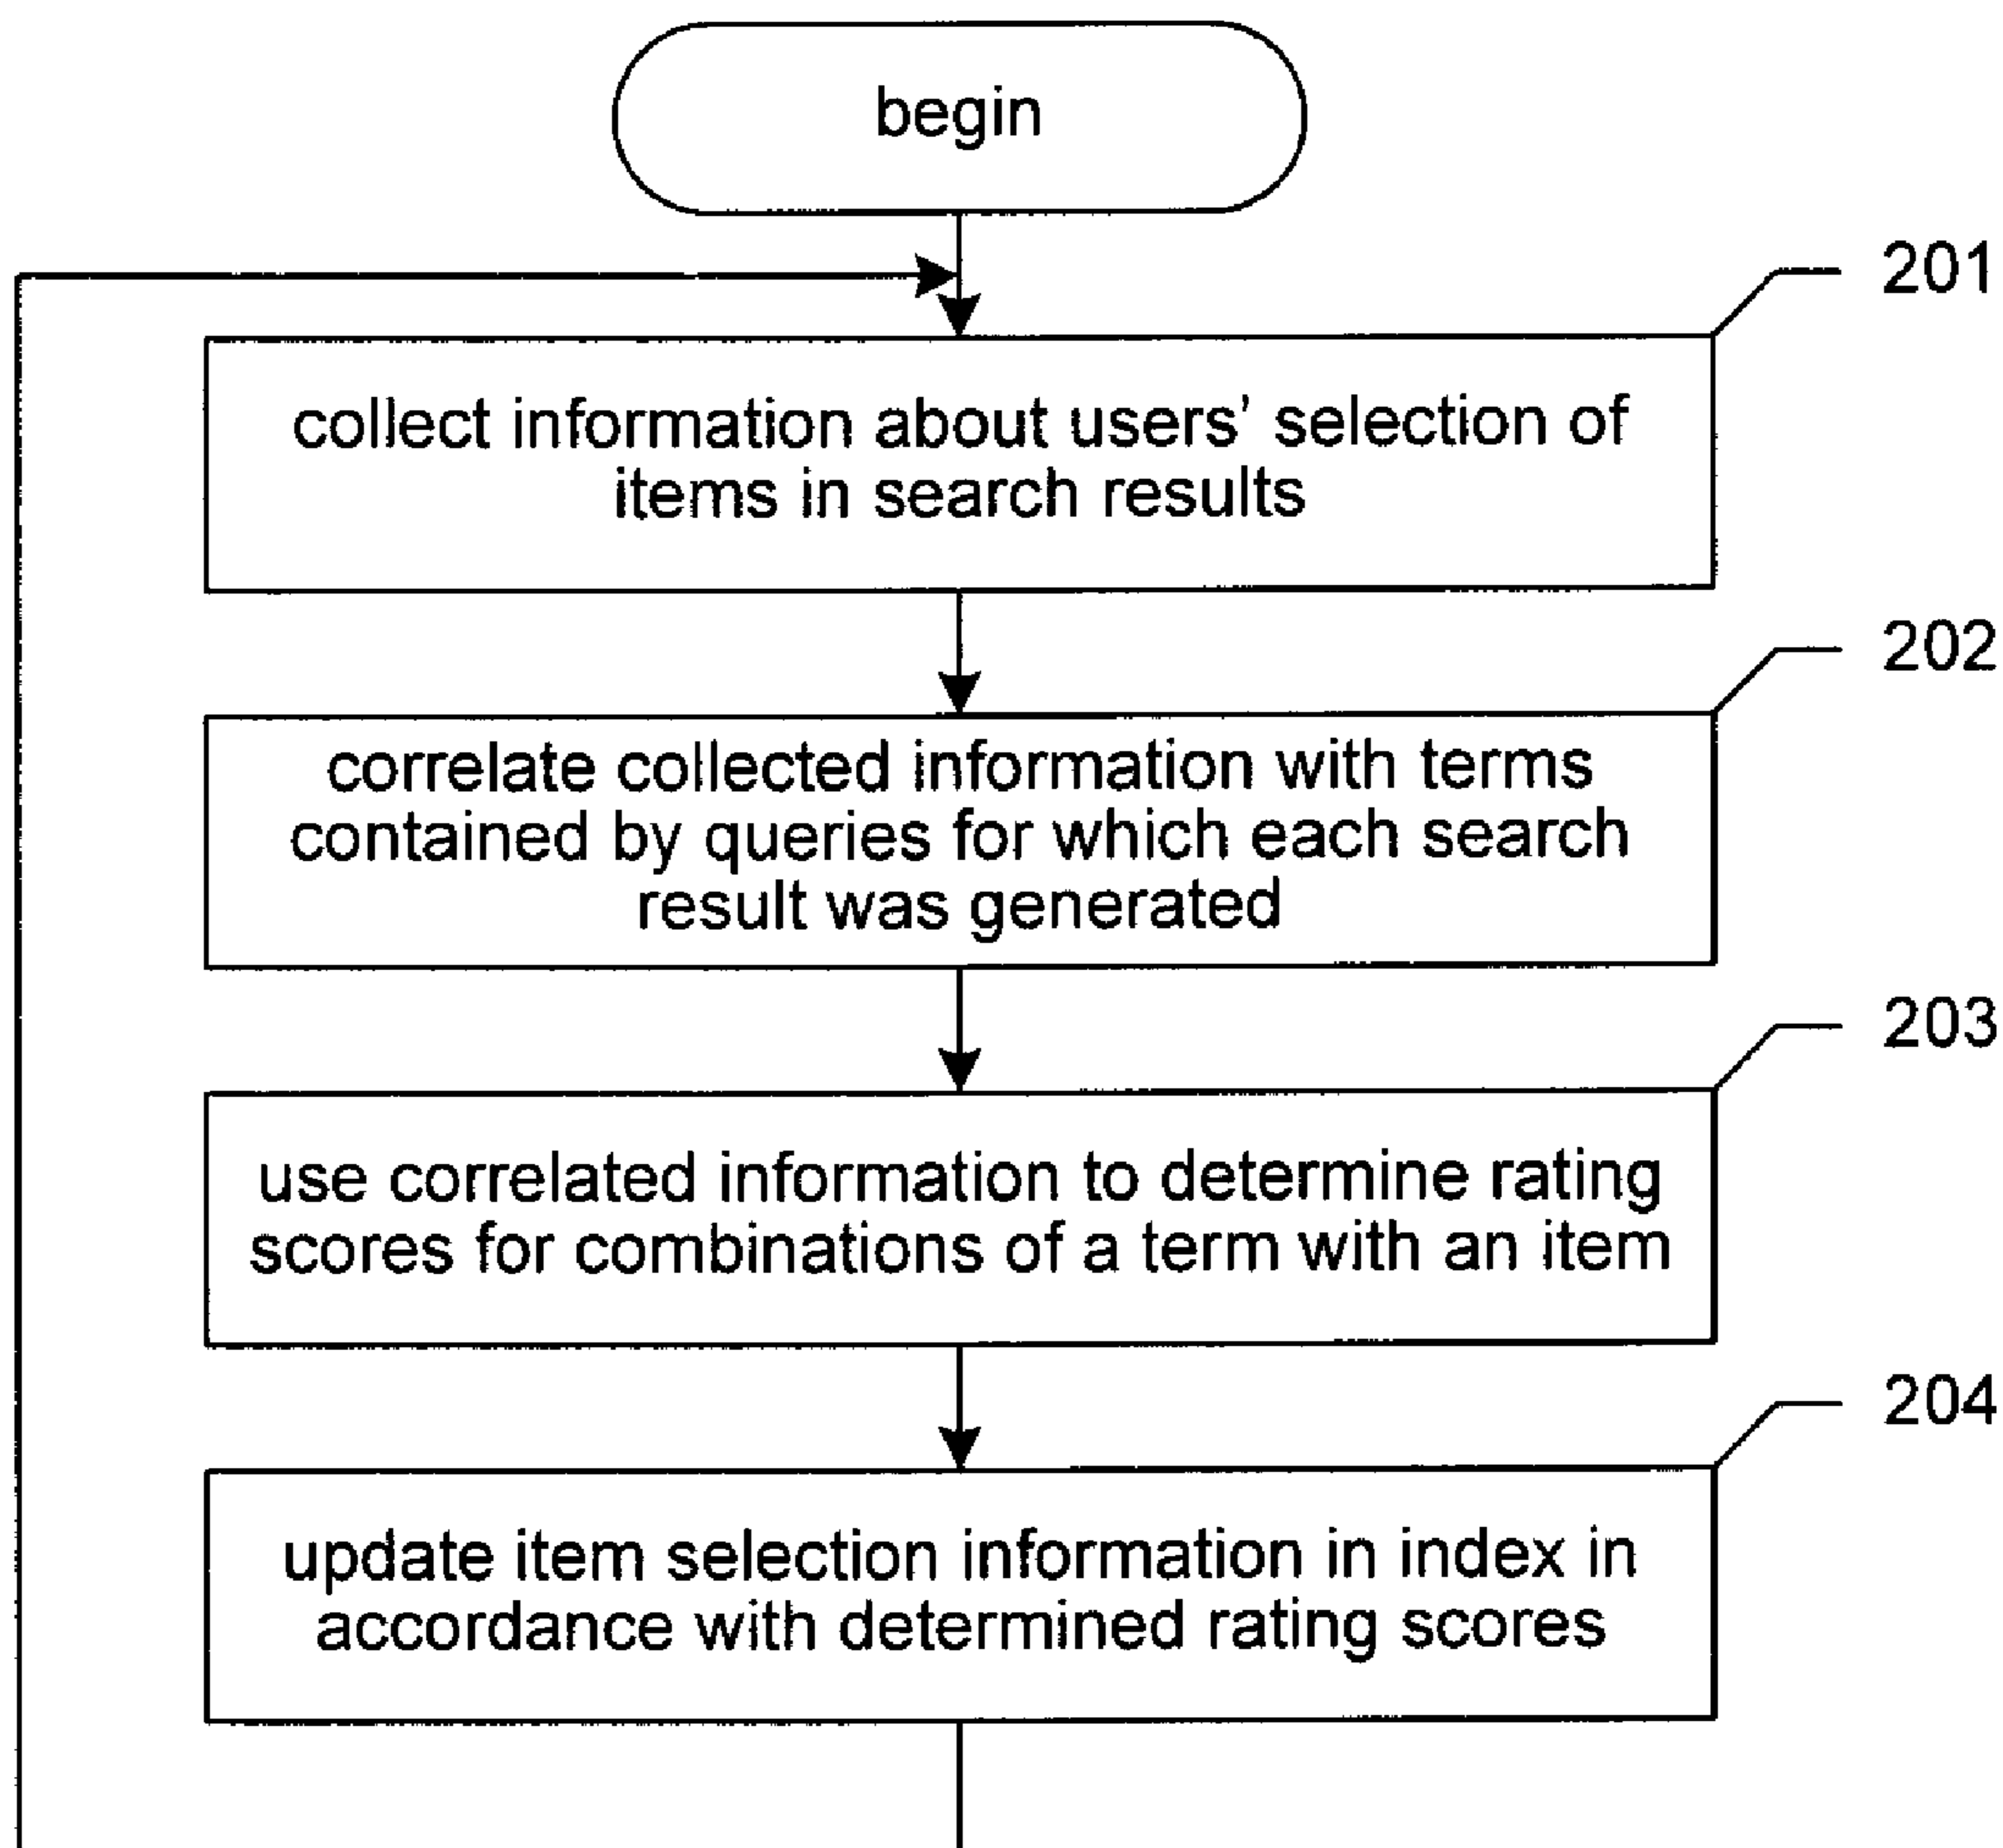 begin
201
collect information about users’ selection of
items in search results
202
correlate collected information with terms
contained by queries for which each search
result was generated
203
use correlated information to determine rating
scores for combinations of a term with an item
204
update item selection information in index in
accordance with determined rating scores